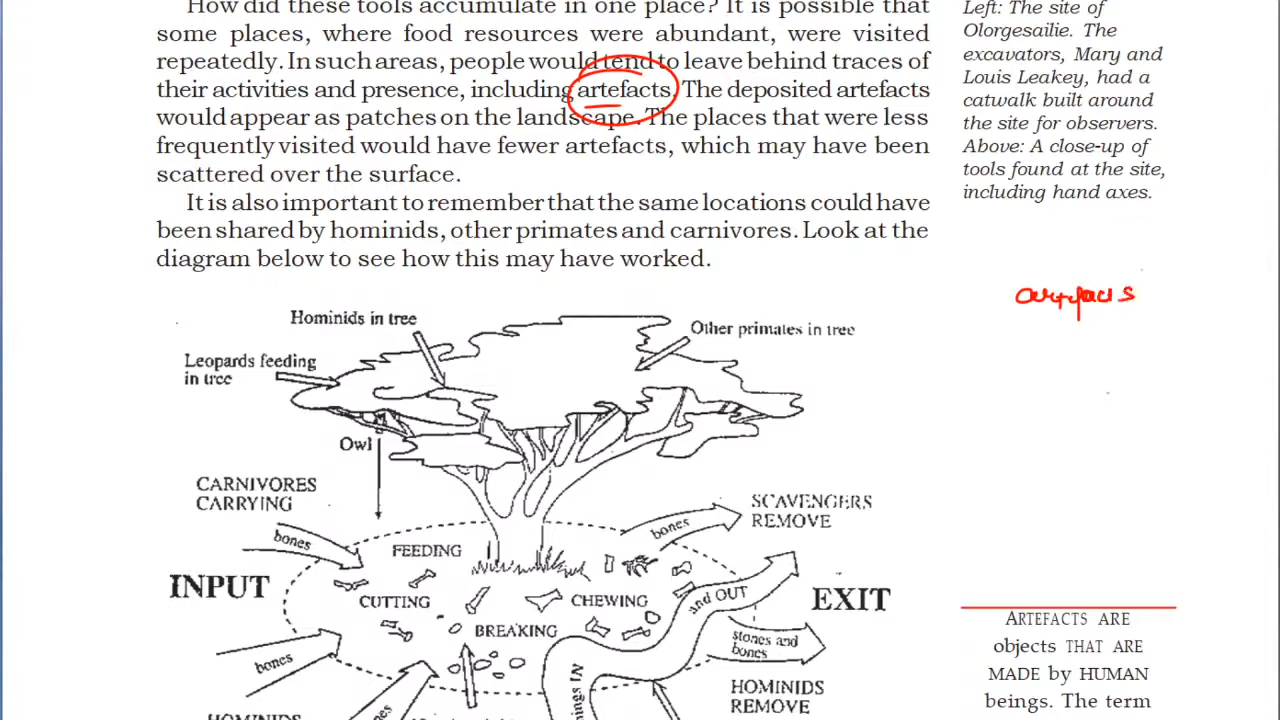 How did these tools accumulate in one place? It is possible that
some places, where food resources were abundant, were visited
repeatedly. In such areas, people would tend to leave behind traces of
their activities and presence, including artefacts. The deposited artefacts
would appear as patches on the landscape. The places that were less
frequently visited would have fewer artefacts, which may have been
scattered over the surface.
It is also important to remember that the same locations could have
been shared by hominids, other primates and carnivores. Look at the
diagram below to see how this may have worked.
Left: The site of
Olorgesailie. The
excavators, Mary and
Louis Leakey, had a
catwalk built around
the site for observers.
Above: A close-up of
tools found at the site,
including hand axes.
artefacts
Hominids in tree
Other primates in tree
Leopards feeding
in tree
Owl
CARNIVORES
CARRYING
bones
SCAVENGERS
REMOVE
bones
FEEDING
INPUT
CUTTING
CHEWING
and OUT
EXIT
BREAKING
stones and
bones
bones
HOMINIDS
REMOVE
HOMINIDS
ARTEFACTS ARE
objects THAT ARE
MADE by HUMAN
beings. The term